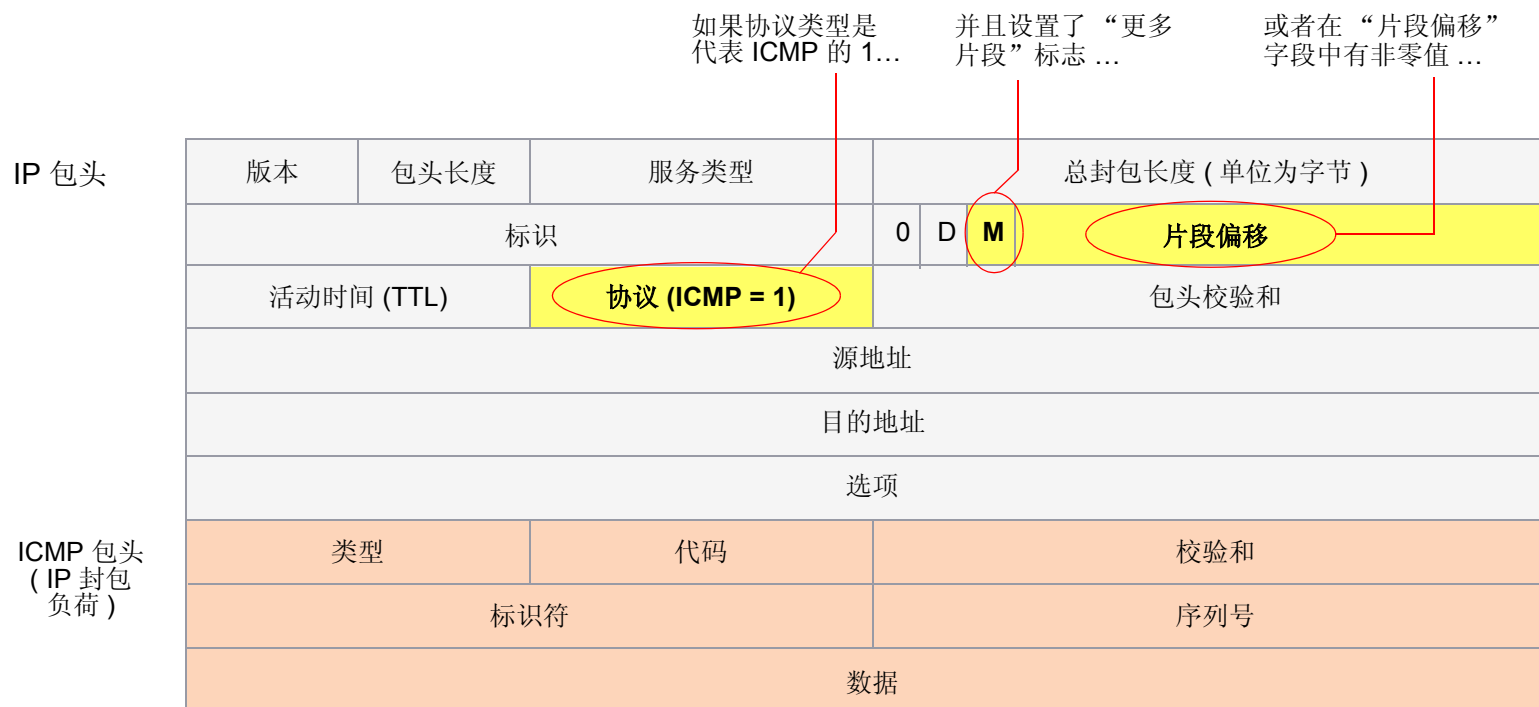 如果协议类型是
代表 ICMP 的 1…
并且设置了“更多
片段”标志 …
或者在“片段偏移”
字段中有非零值 …
IP 包头
版本
包头长度
服务类型
总封包长度 ( 单位为字节 )
标识
0
D
M
片段偏移
活动时间 (TTL)
协议 (ICMP = 1)
包头校验和
源地址
目的地址
选项
ICMP 包头
( IP 封包
负荷 )
类型
代码
校验和
标识符
序列号
数据